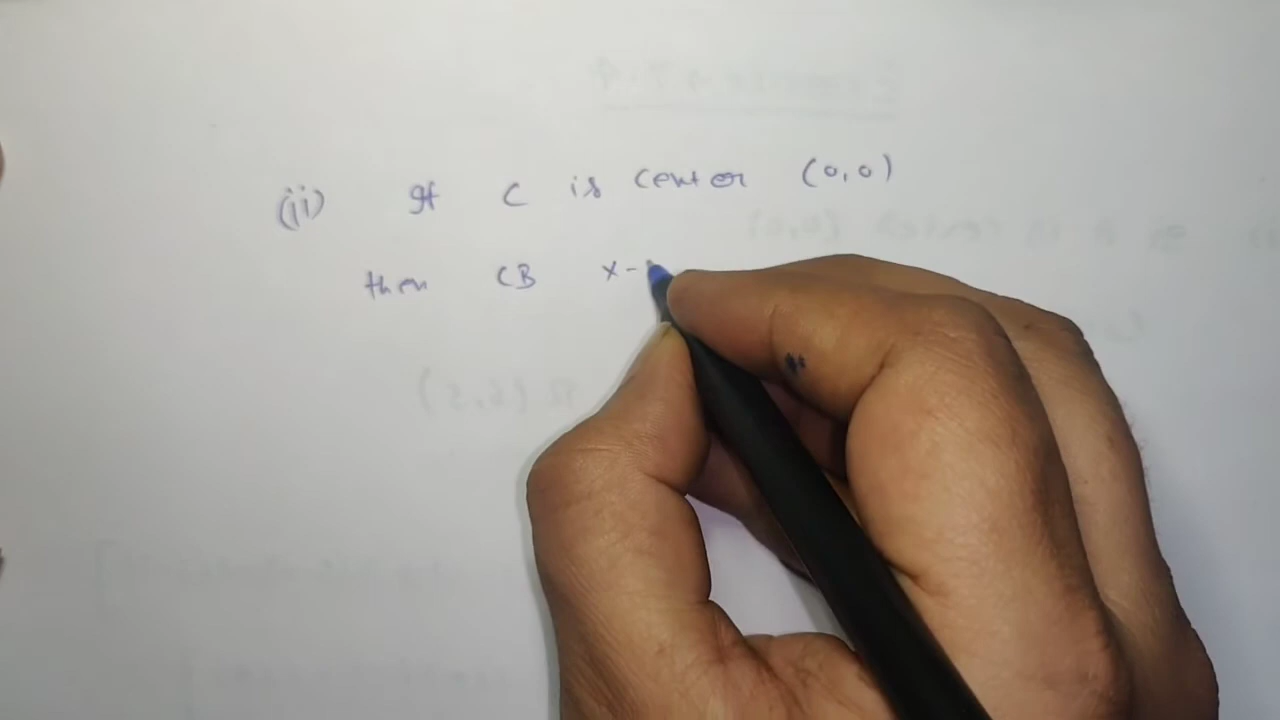 (ii) If C is center (0,0)
then CB x-